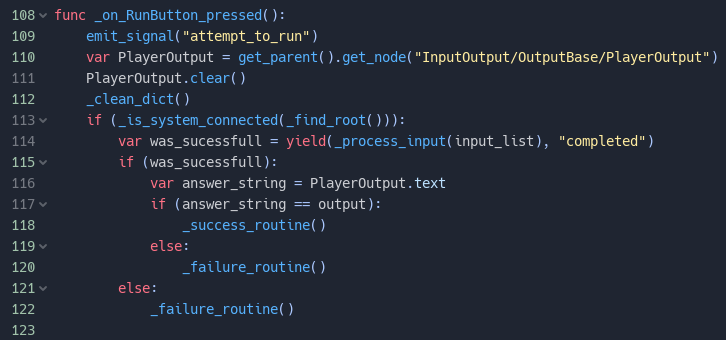 108 func _on_RunButton_pressed():
109     emit_signal("attempt_to_run")
110     var PlayerOutput = get_parent().get_node("InputOutput/OutputBase/PlayerOutput")
111     PlayerOutput.clear()
112     _clean_dict()
113     if (_is_system_connected(_find_root())):
114         var was_sucessfull = yield(_process_input(input_list), "completed")
115         if (was_sucessfull):
116             var answer_string = PlayerOutput.text
117             if (answer_string == output):
118                 _success_routine()
119             else:
120                 _failure_routine()
121         else:
122             _failure_routine()
123